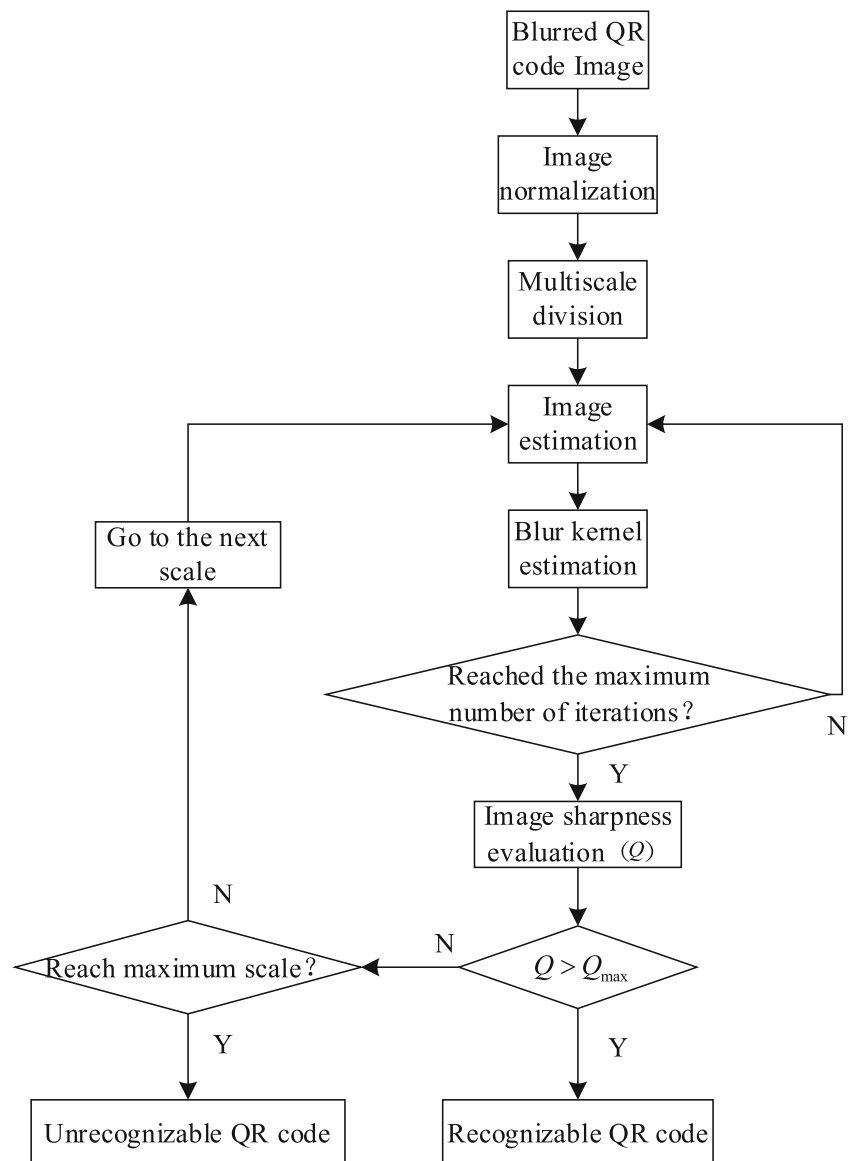 Blurred QR
code Image
Image
normalization
Multiscale
division
Image
estimation
Go to the next
scale
Blur kernel
estimation
Reached the maximum
number of iterations？
N
Y
Image sharpness
evaluation（Q）
N
N
Reach maximum scale？
Q > Qmax
Y
Y
Unrecognizable QR code
Recognizable QR code